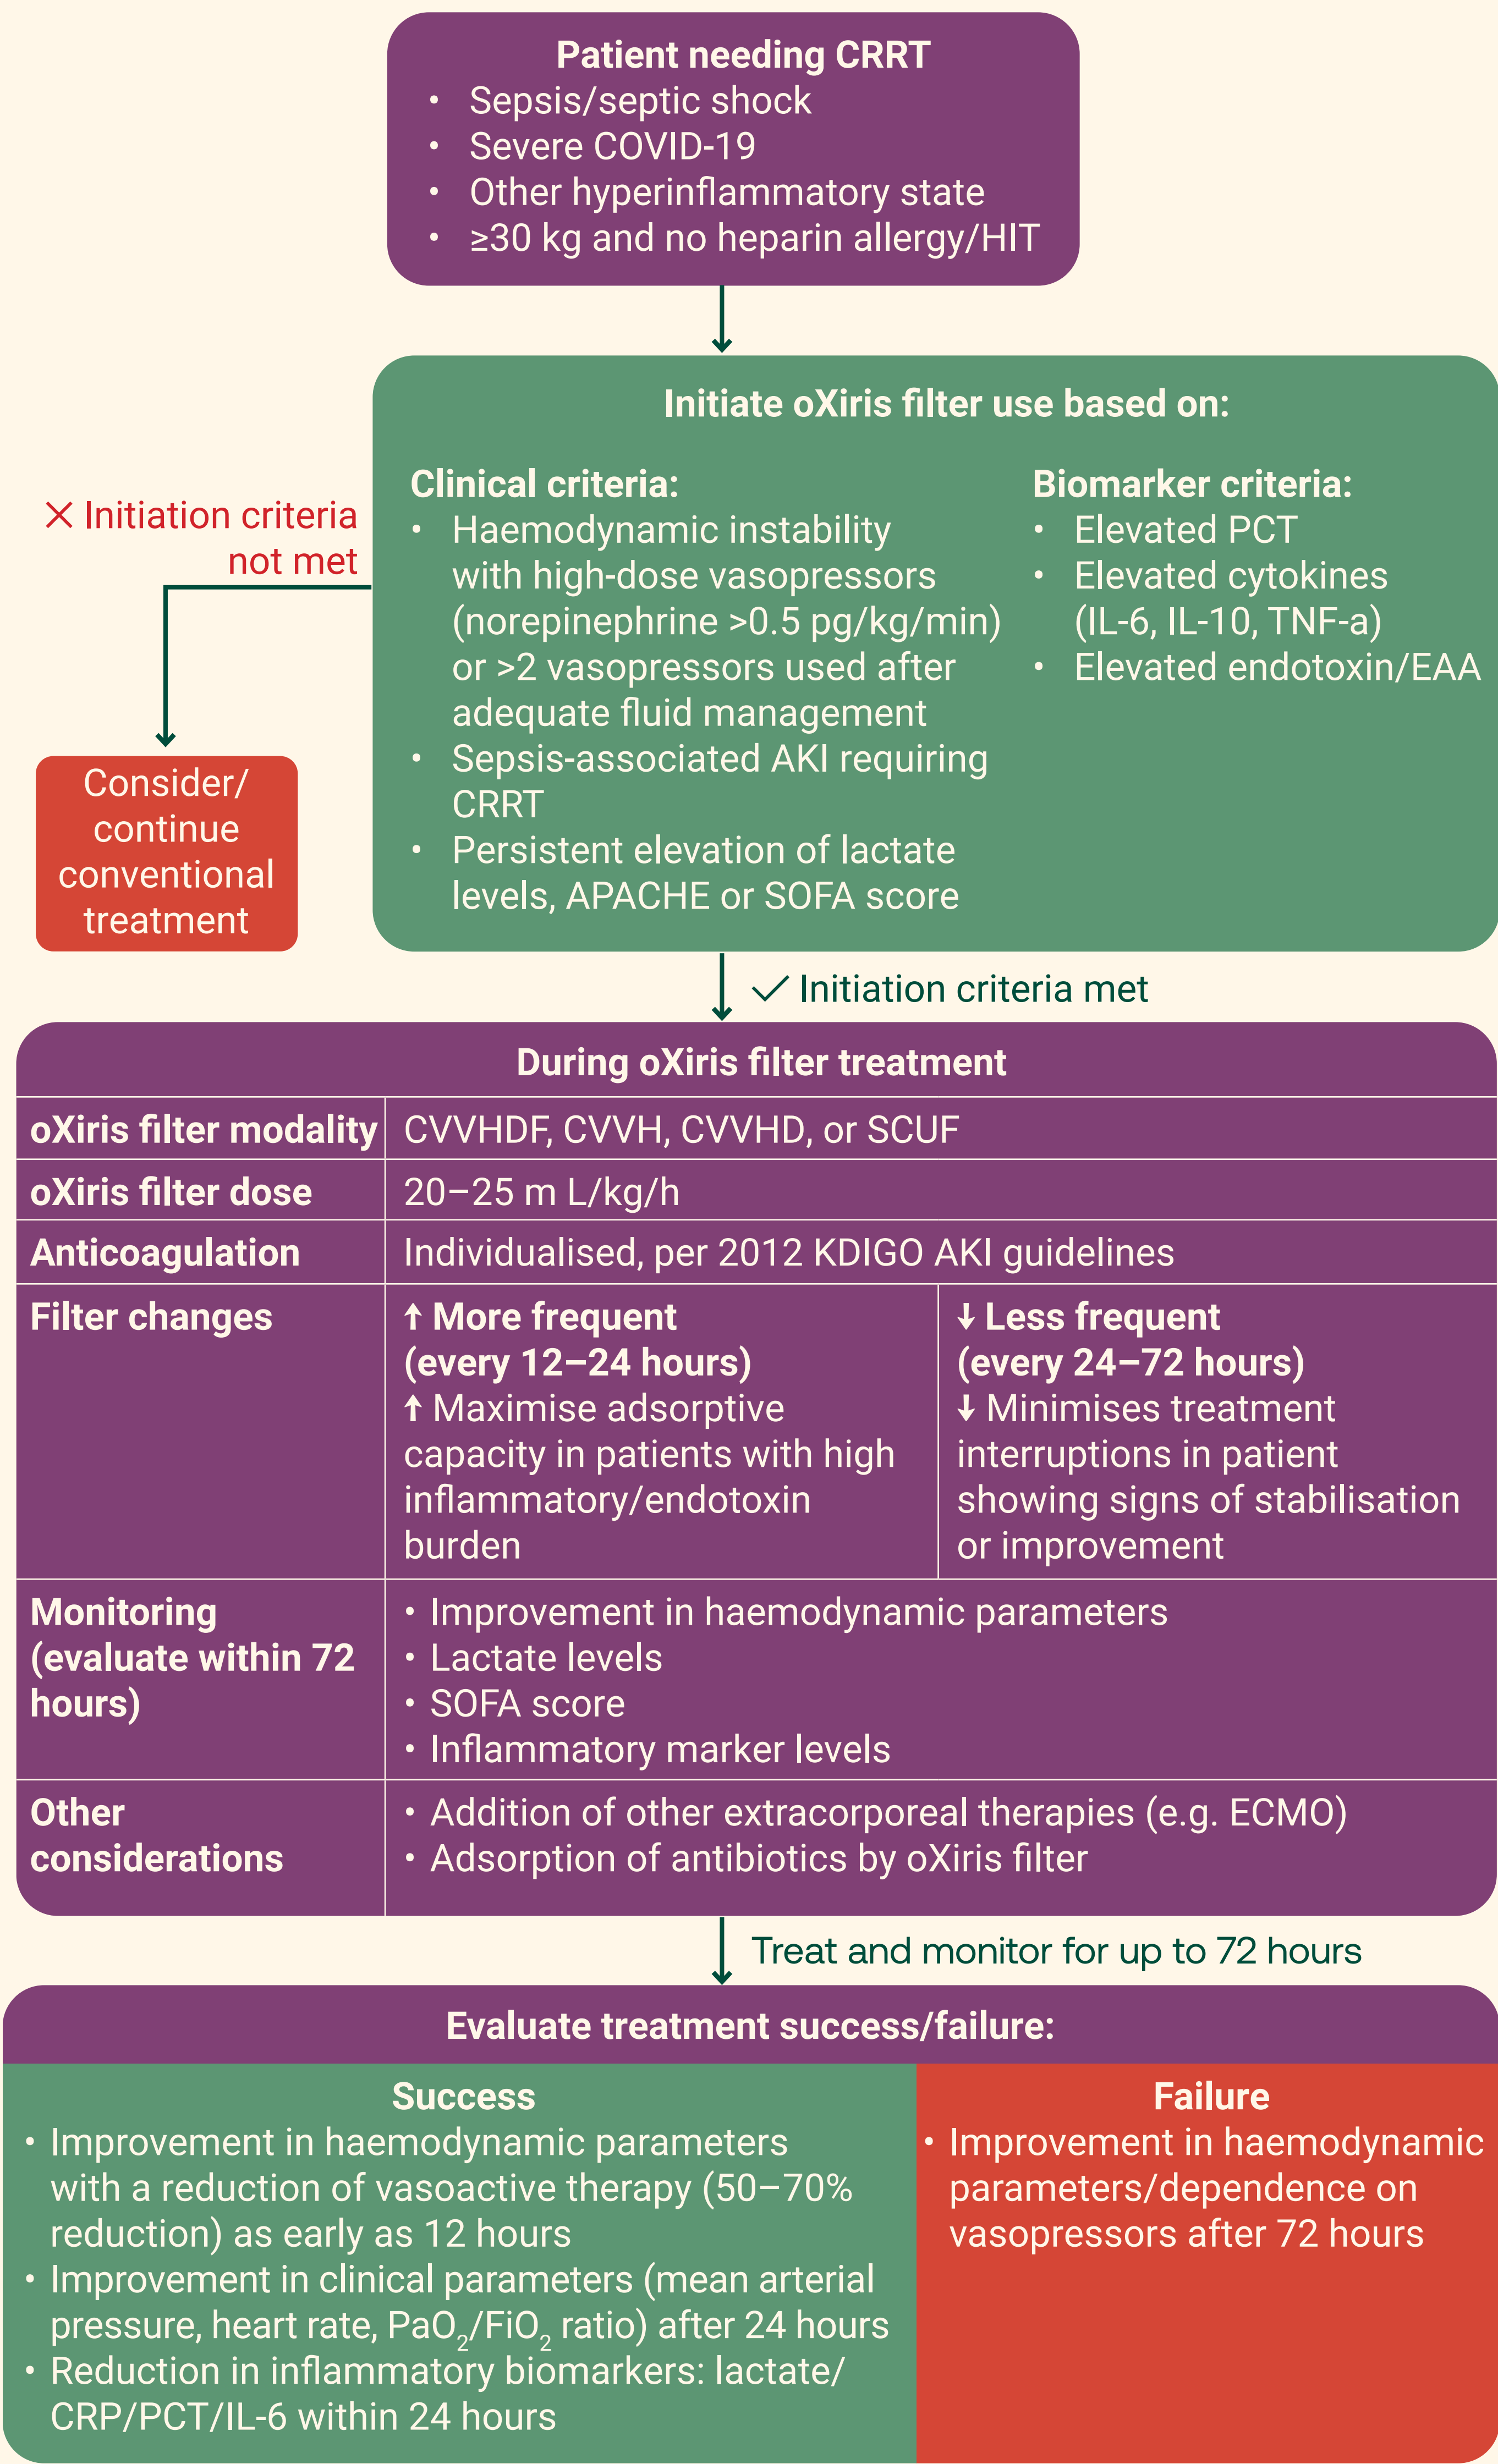 Patient needing CRRT
• Sepsis/septic shock
• Severe COVID-19
• Other hyperinflammatory state
• ≥30 kg and no heparin allergy/HIT
Initiate oXiris filter use based on:
Clinical criteria:
• Haemodynamic instability
with high-dose vasopressors
(norepinephrine >0.5 pg/kg/min)
or >2 vasopressors used after
adequate fluid management
• Sepsis-associated AKI requiring
CRRT
• Persistent elevation of lactate
levels, APACHE or SOFA score
Biomarker criteria:
• Elevated PCT
• Elevated cytokines
(IL-6, IL-10, TNF-a)
• Elevated endotoxin/EAA
✕ Initiation criteria
not met
Consider/
continue
conventional
treatment
✓ Initiation criteria met
During oXiris filter treatment
oXiris filter modality
CVVHDF, CVVH, CVVHD, or SCUF
oXiris filter dose
20–25 m L/kg/h
Anticoagulation
Individualised, per 2012 KDIGO AKI guidelines
Filter changes
↑ More frequent
(every 12–24 hours)
↑ Maximise adsorptive
capacity in patients with high
inflammatory/endotoxin
burden
↓ Less frequent
(every 24–72 hours)
↓ Minimises treatment
interruptions in patient
showing signs of stabilisation
or improvement
Monitoring
(evaluate within 72
hours)
• Improvement in haemodynamic parameters
• Lactate levels
• SOFA score
• Inflammatory marker levels
Other
considerations
• Addition of other extracorporeal therapies (e.g. ECMO)
• Adsorption of antibiotics by oXiris filter
Treat and monitor for up to 72 hours
Evaluate treatment success/failure:
Success
• Improvement in haemodynamic parameters
with a reduction of vasoactive therapy (50–70%
reduction) as early as 12 hours
• Improvement in clinical parameters (mean arterial
pressure, heart rate, PaO₂/FiO₂ ratio) after 24 hours
• Reduction in inflammatory biomarkers: lactate/
CRP/PCT/IL-6 within 24 hours
Failure
• Improvement in haemodynamic
parameters/dependence on
vasopressors after 72 hours